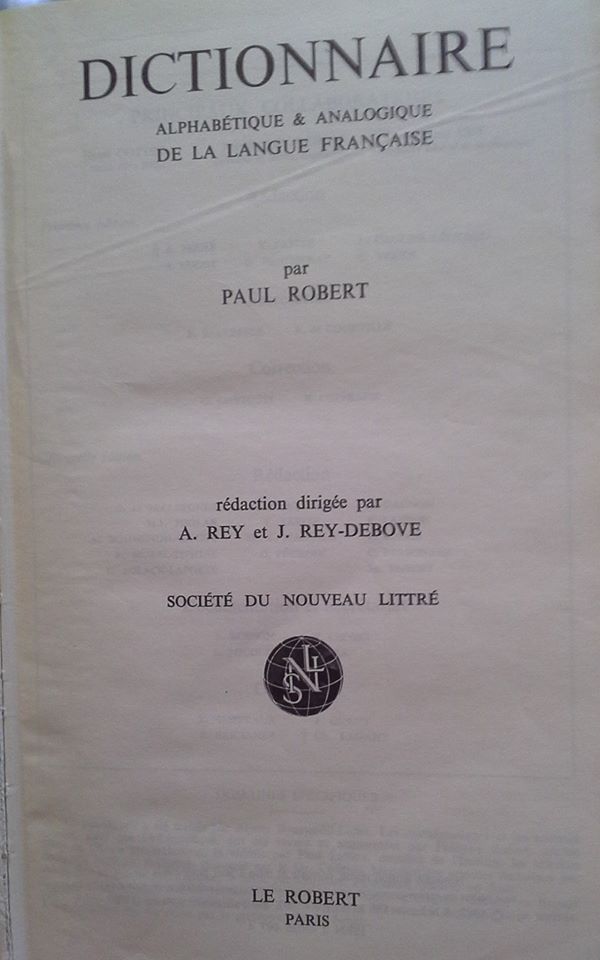 DICTIONNAIRE
ALPHABÉTIQUE & ANALOGIQUE
DE LA LANGUE FRANÇAISE
par
PAUL ROBERT
rédaction dirigée par
A. REY et J. REY-DEBOVE
SOCIÉTÉ DU NOUVEAU LITTRÉ
SNL
LE ROBERT
PARIS